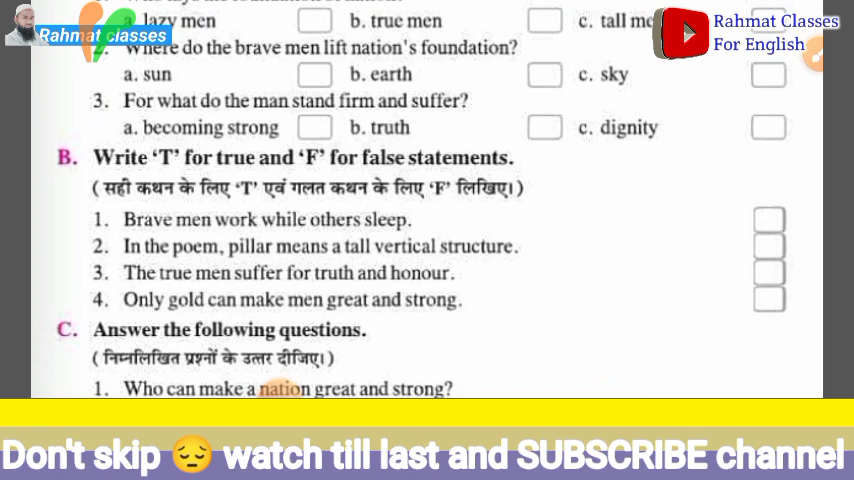 a. lazy men b. true men c. tall
Rahmat classes
Rahmat Classes
For English
2. Where do the brave men lift nation's foundation?
a. sun b. earth c. sky
3. For what do the man stand firm and suffer?
a. becoming strong b. truth c. dignity
B. Write ‘T’ for true and ‘F’ for false statements.
( सही कथन के लिए ‘T’ एवं गलत कथन के लिए ‘F’ लिखिए। )
1. Brave men work while others sleep.
2. In the poem, pillar means a tall vertical structure.
3. The true men suffer for truth and honour.
4. Only gold can make men great and strong.
C. Answer the following questions.
( निम्नलिखित प्रश्नों के उत्तर दीजिए। )
1. Who can make a nation great and strong?
Don't skip 😔 watch till last and SUBSCRIBE channel